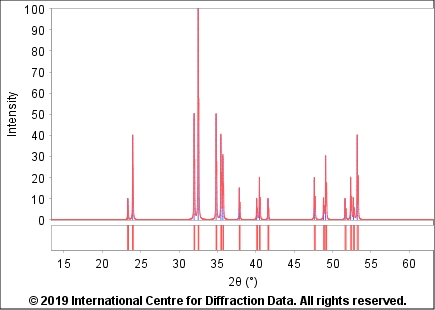 100
90
80
70
60
50
40
30
20
10
0
Intensity
15 20 25 30 35 40 45 50 55 60
2θ (°)
© 2019 International Centre for Diffraction Data. All rights reserved.